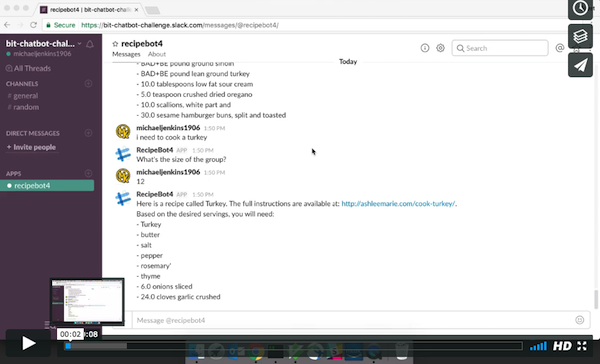 recipebot4 | bit-chatbot-challe
Secure https://bit-chatbot-challenge.slack.com/messages/@recipebot4/
bit-chatbot-chal...
michaeljenkins1906
All Threads
CHANNELS
# general
# random
DIRECT MESSAGES
+ Invite people
APPS
recipebot4
recipebot4
Messages About
Search
Today
- BAD+BE pound ground sirloin
- BAD+BE pound lean ground turkey
- 10.0 tablespoons low fat sour cream
- 5.0 teaspoon crushed dried oregano
- 10.0 scallions, white part and
- 30.0 sesame hamburger buns, split and toasted
michaeljenkins1906 1:50 PM
i need to cook a turkey
RecipeBot4 APP 1:50 PM
What's the size of the group?
michaeljenkins1906 1:50 PM
12
RecipeBot4 APP 1:50 PM
Here is a recipe called Turkey. The full instructions are available at: http://ashleemarie.com/cook-turkey/.
Based on the desired servings, you will need:
- Turkey
- butter
- salt
- pepper
- rosemary'
- thyme
- 6.0 onions sliced
- 24.0 cloves garlic crushed
Message @recipebot4
00:02
:08
HD